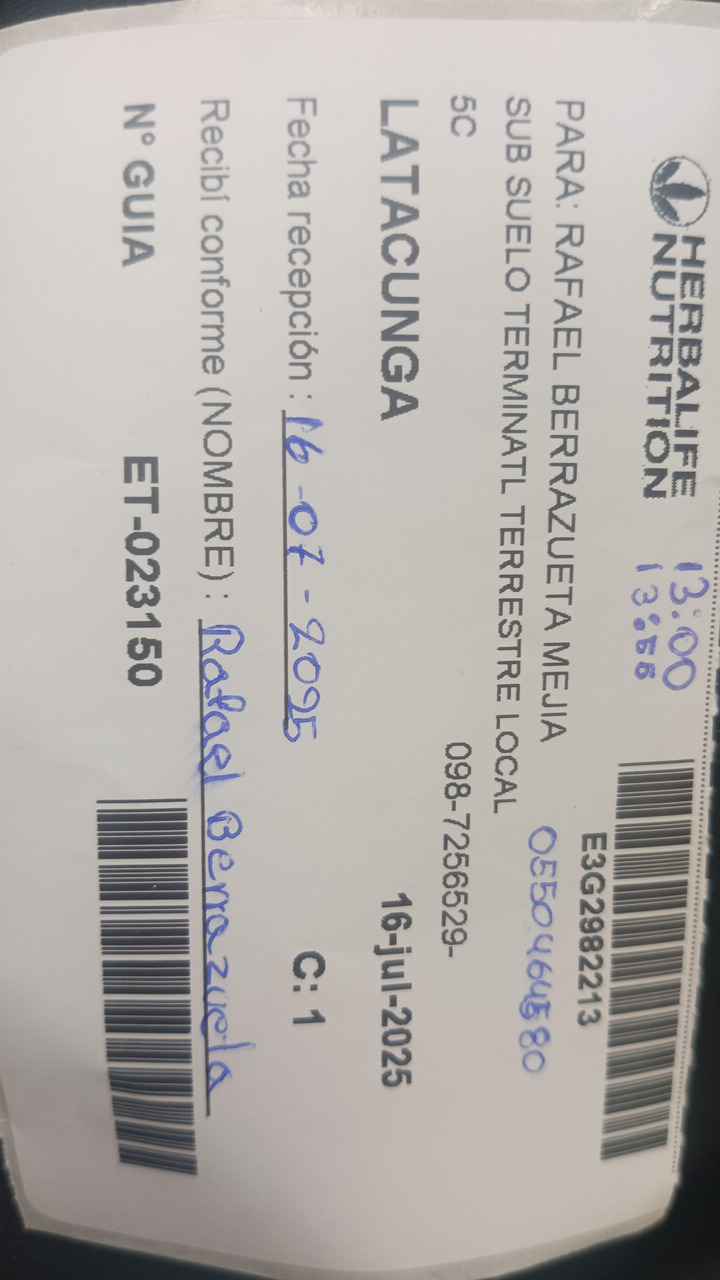 HERBALIFE
NUTRITION
13:00
13:55
E3G2982213
PARA: RAFAEL BERRAZUETA MEJIA
0550464580
SUB SUELO TERMINATL TERRESTRE LOCAL
5C
098-7256529-
LATACUNGA
16-jul-2025
Fecha recepción : 16-07-2025
C: 1
Recibí conforme (NOMBRE) : Rafael Berrazueta
N° GUIA
ET-023150